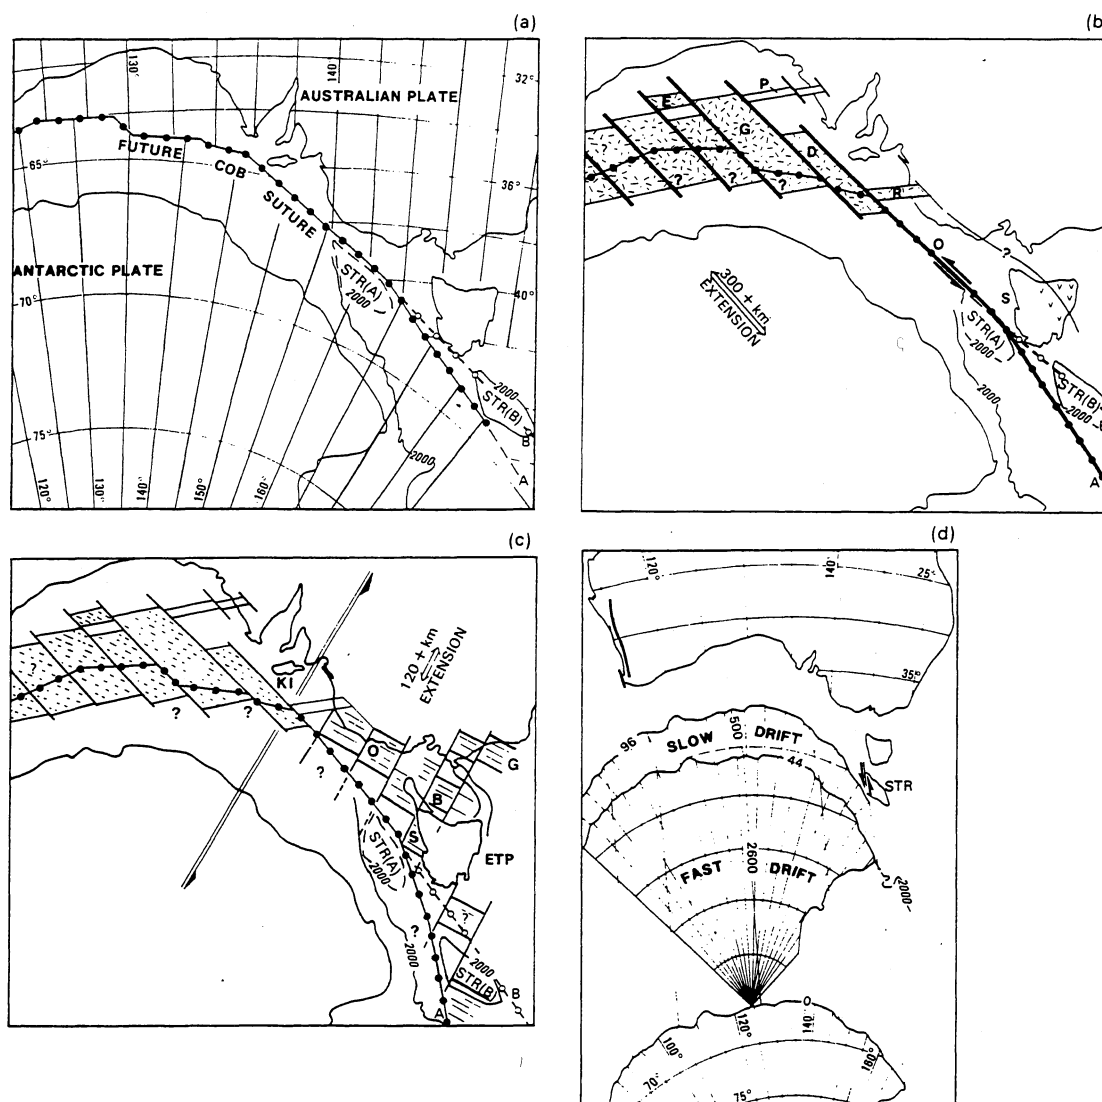 (a)
130°
140°
32°
AUSTRALIAN PLATE
FUTURE COB SUTURE
65°
36°
ANTARCTIC PLATE
STR(A)
2000
40°
70°
2000
STR(B)
B
75°
2000
A
120°
130°
140°
150°
160°
(b)
P
E
G
D
?
?
?
?
R
O
?
300 + km.
EXTENSION
S
STR(A)
2000
2000
STR(B)
2000
A
(c)
?
KI
120 + km
EXTENSION
?
?
O
?
G
B
S
STR(A)
2000
ETP
?
?
2000
2000
STR(B)
B
A
(d)
120°
140°
25°
35°
96
SLOW
500
DRIFT
44
STR
FAST
2600
DRIFT
?
2000
0
120°
140°
100°
160°
70°
75°